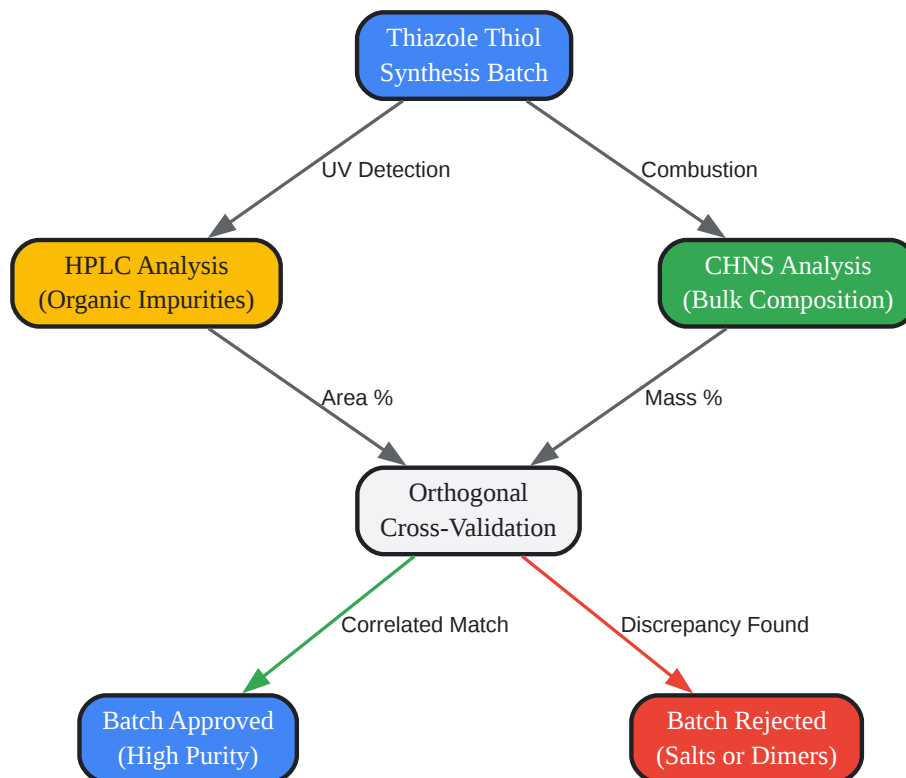 Thiazole Thiol
Synthesis Batch
UV Detection
Combustion
HPLC Analysis
(Organic Impurities)
CHNS Analysis
(Bulk Composition)
Area %
Mass %
Orthogonal
Cross-Validation
Correlated Match
Discrepancy Found
Batch Approved
(High Purity)
Batch Rejected
(Salts or Dimers)